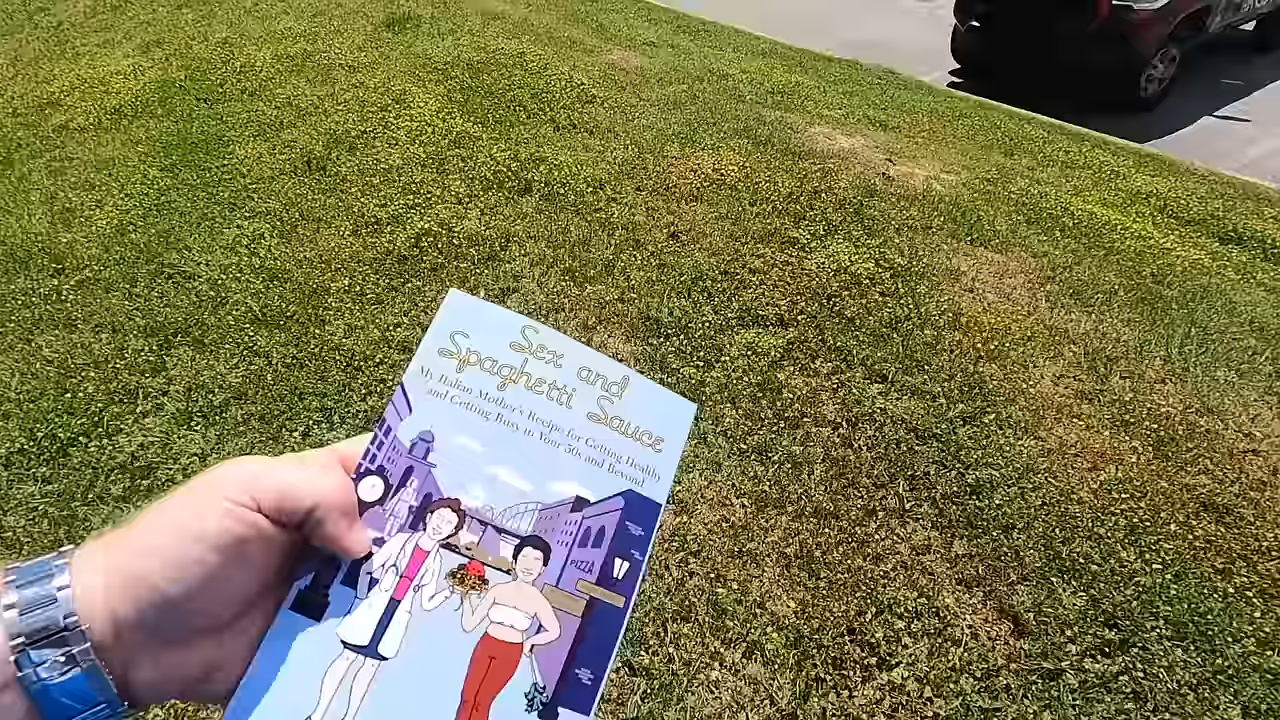 Sex and
Spaghetti Sauce
My Italian Mother's Recipe for Getting Healthy
and Getting Busy in Your 50s and Beyond
PIZZA